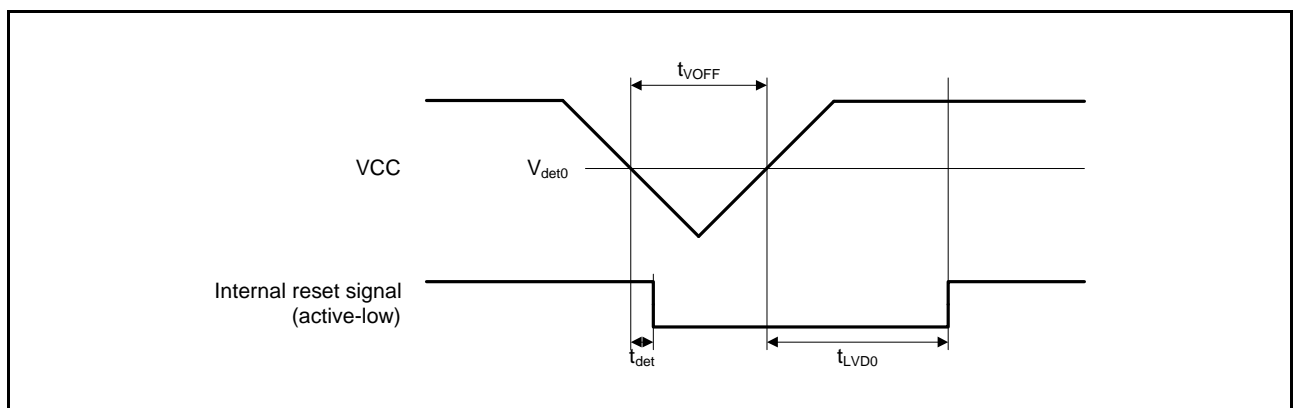 tVOFF
VCC
Vdet0
Internal reset signal
(active-low)
tdet
tLVD0